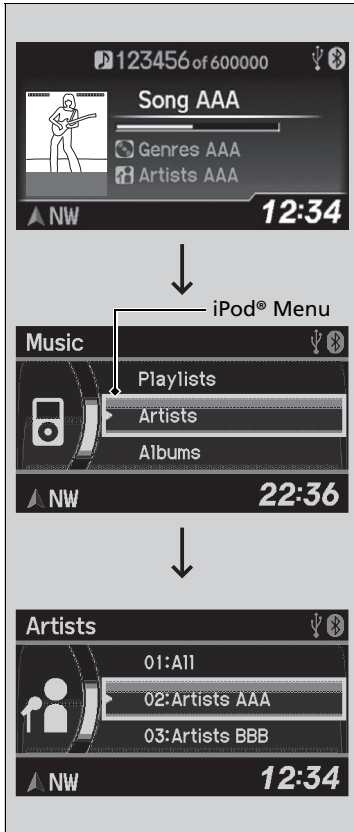 123456 of 600000
Song AAA
Genres AAA
Artists AAA
NW
12:34
iPod® Menu
Music
Playlists
Artists
Albums
NW
22:36
Artists
01:All
02:Artists AAA
03:Artists BBB
NW
12:34